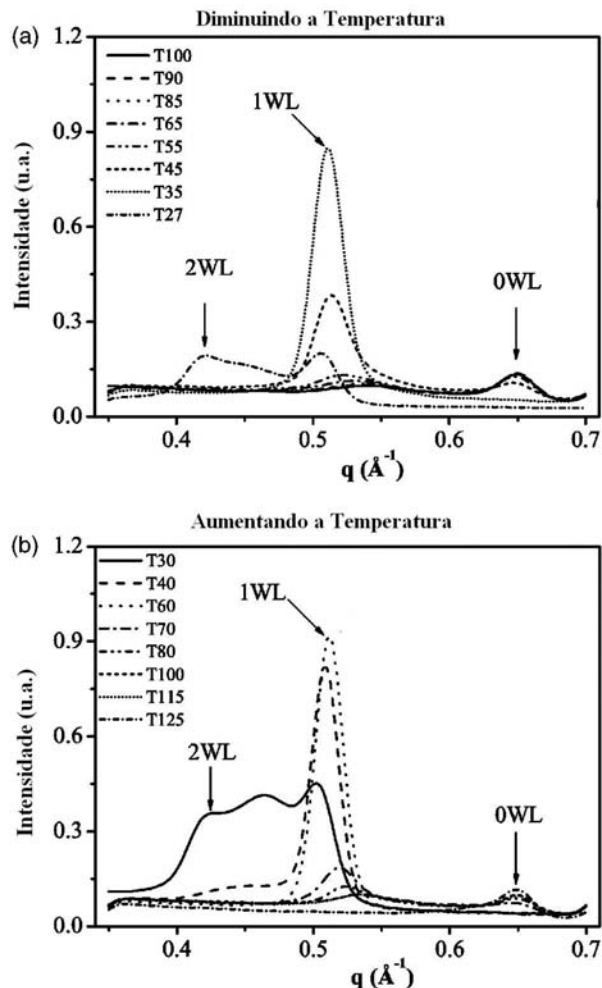 Diminuindo a Temperatura
(a)
1.2
0.9
0.6
0.3
0.0
Intensidade (u.a.)
T100
T90
T85
T65
T55
T45
T35
T27
1WL
2WL
0WL
0.4
0.5
0.6
0.7
q (Å⁻¹)
Aumentando a Temperatura
(b)
1.2
0.9
0.6
0.3
0.0
Intensidade (u.a.)
T30
T40
T60
T70
T80
T100
T115
T125
1WL
2WL
0WL
0.4
0.5
0.6
0.7
q (Å⁻¹)